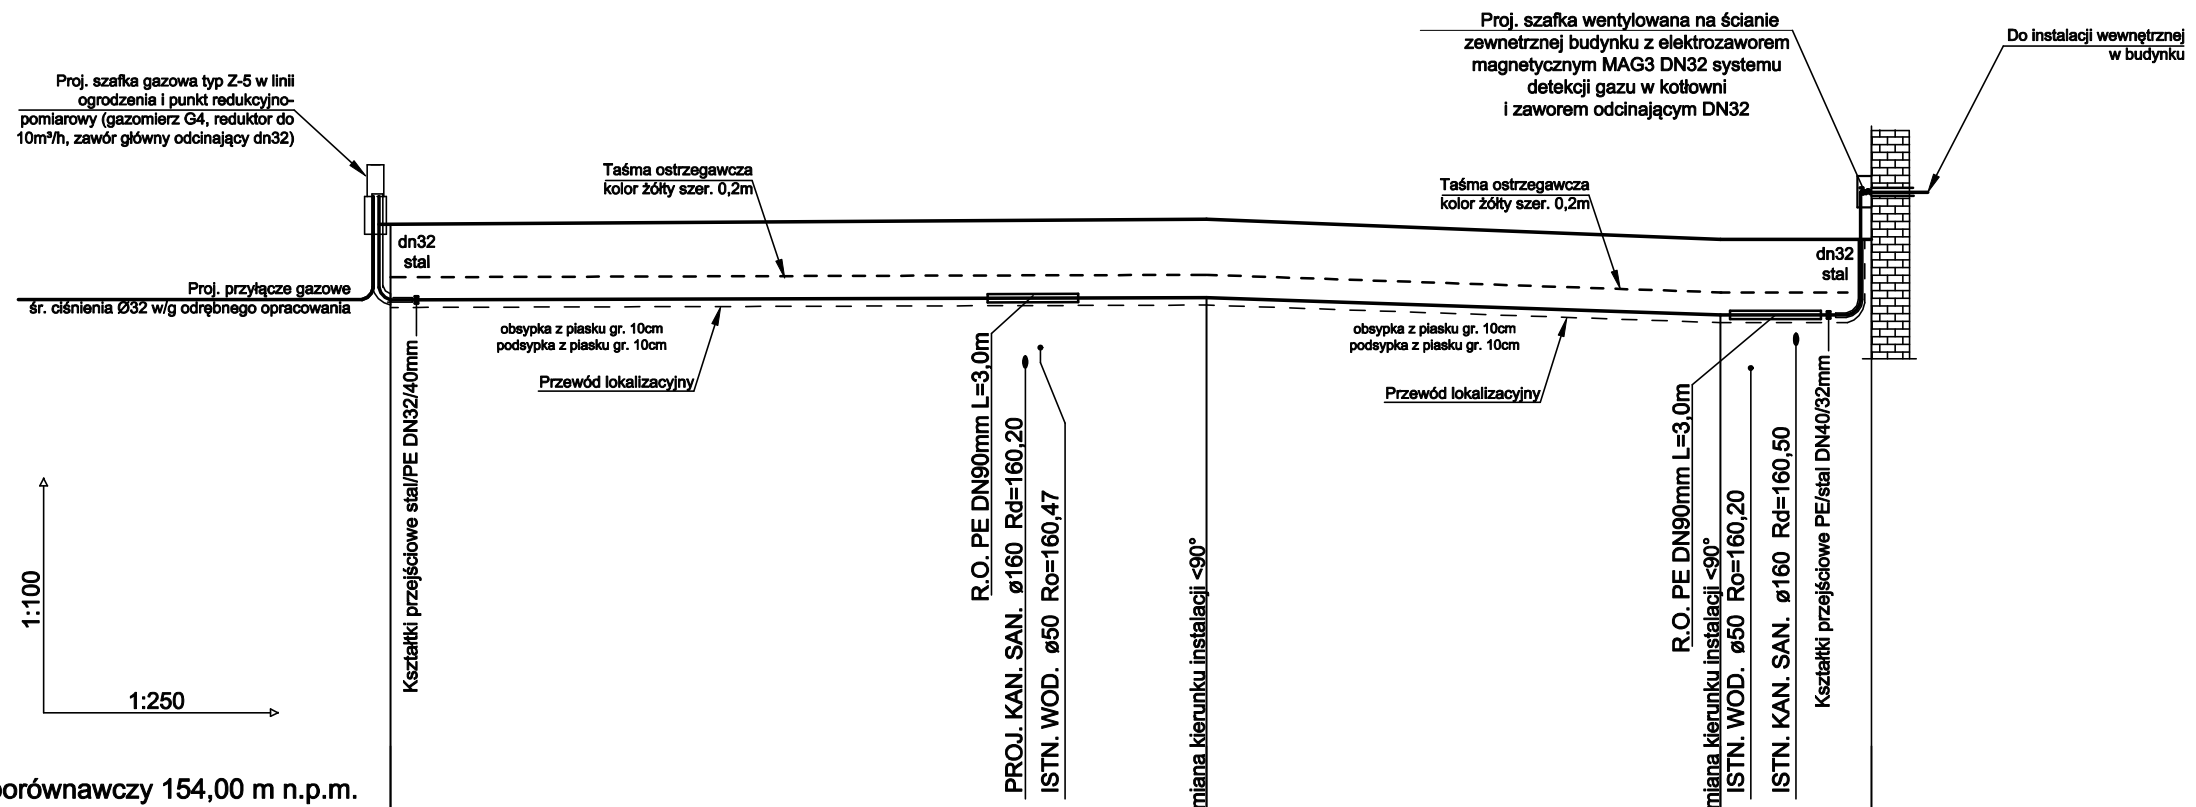 Proj. szafka gazowa typ Z-5 w linii
ogrodzenia i punkt redukcyjno-
pomiarowy (gazomierz G4, reduktor do
10m³/h, zawór główny odcinający dn32)
Proj. szafka wentylowana na ścianie
zewnetrznej budynku z elektrozaworem
magnetycznym MAG3 DN32 systemu
detekcji gazu w kotłowni
i zaworem odcinającym DN32
Do instalacji wewnętrznej
w budynku
Taśma ostrzegawcza
kolor żółty szer. 0,2m
Taśma ostrzegawcza
kolor żółty szer. 0,2m
dn32
stal
dn32
stal
Proj. przyłącze gazowe
śr. ciśnienia Ø32 w/g odrębnego opracowania
obsypka z piasku gr. 10cm
podsypka z piasku gr. 10cm
obsypka z piasku gr. 10cm
podsypka z piasku gr. 10cm
Przewód lokalizacyjny
Przewód lokalizacyjny
Kształtki przejściowe stal/PE DN32/40mm
R.O. PE DN90mm L=3,0m
PROJ. KAN. SAN. ø160 Rd=160,20
ISTN. WOD. ø50 Ro=160,47
miana kierunku instalacji <90°
R.O. PE DN90mm L=3,0m
miana kierunku instalacji <90°
ISTN. WOD. ø50 Ro=160,20
ISTN. KAN. SAN. ø160 Rd=160,50
Kształtki przejściowe PE/stal DN40/32mm
1:100
1:250
porównawczy 154,00 m n.p.m.